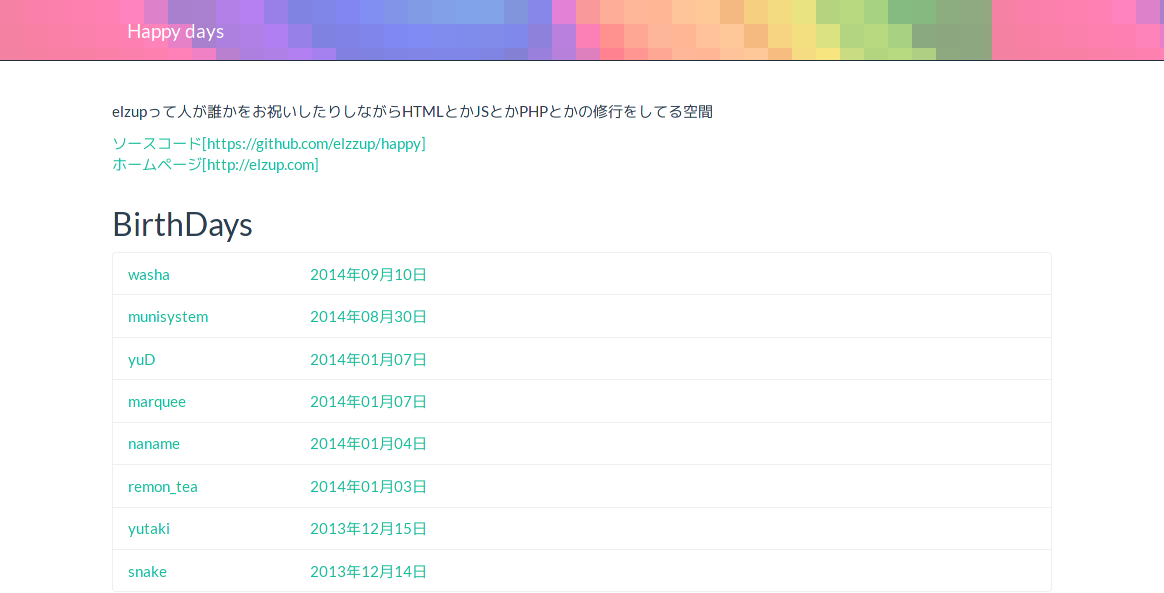 Happy days
elzupって人が誰かをお祝いしたりしながらHTMLとかJSとかPHPとかの修行をしてる空間
ソースコード[https://github.com/elzzup/happy]
ホームページ[http://elzup.com]
BirthDays
washa 2014年09月10日
munisystem 2014年08月30日
yuD 2014年01月07日
marquee 2014年01月07日
naname 2014年01月04日
remon_tea 2014年01月03日
yutaki 2013年12月15日
snake 2013年12月14日